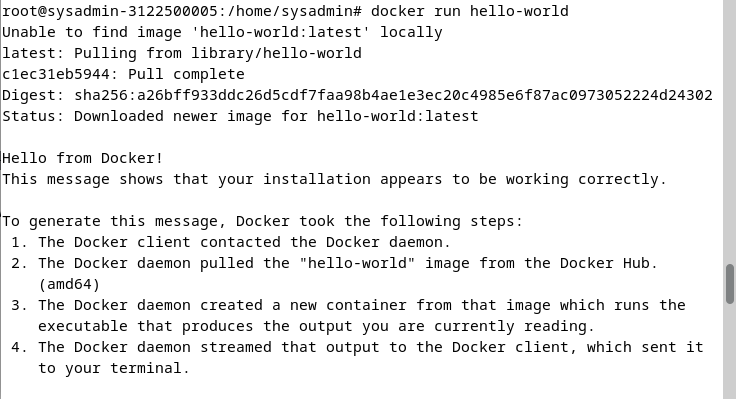 root@sysadmin-3122500005:/home/sysadmin# docker run hello-world
Unable to find image 'hello-world:latest' locally
latest: Pulling from library/hello-world
c1ec31eb5944: Pull complete
Digest: sha256:a26bff933ddc26d5cdf7faa98b4ae1e3ec20c4985e6f87ac0973052224d24302
Status: Downloaded newer image for hello-world:latest

Hello from Docker!
This message shows that your installation appears to be working correctly.

To generate this message, Docker took the following steps:
 1. The Docker client contacted the Docker daemon.
 2. The Docker daemon pulled the "hello-world" image from the Docker Hub.
    (amd64)
 3. The Docker daemon created a new container from that image which runs the
    executable that produces the output you are currently reading.
 4. The Docker daemon streamed that output to the Docker client, which sent it
    to your terminal.